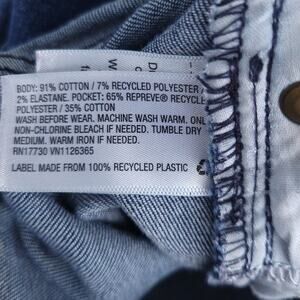 BODY: 91% COTTON / 7% RECYCLED POLYESTER /
2% ELASTANE. POCKET: 65% REPREVE® RECYCL
POLYESTER / 35% COTTON
WASH BEFORE WEAR. MACHINE WASH WARM. ONL
NON-CHLORINE BLEACH IF NEEDED. TUMBLE DRY
MEDIUM. WARM IRON IF NEEDED.
RN17730 VN1126365
LABEL MADE FROM 100% RECYCLED PLASTIC